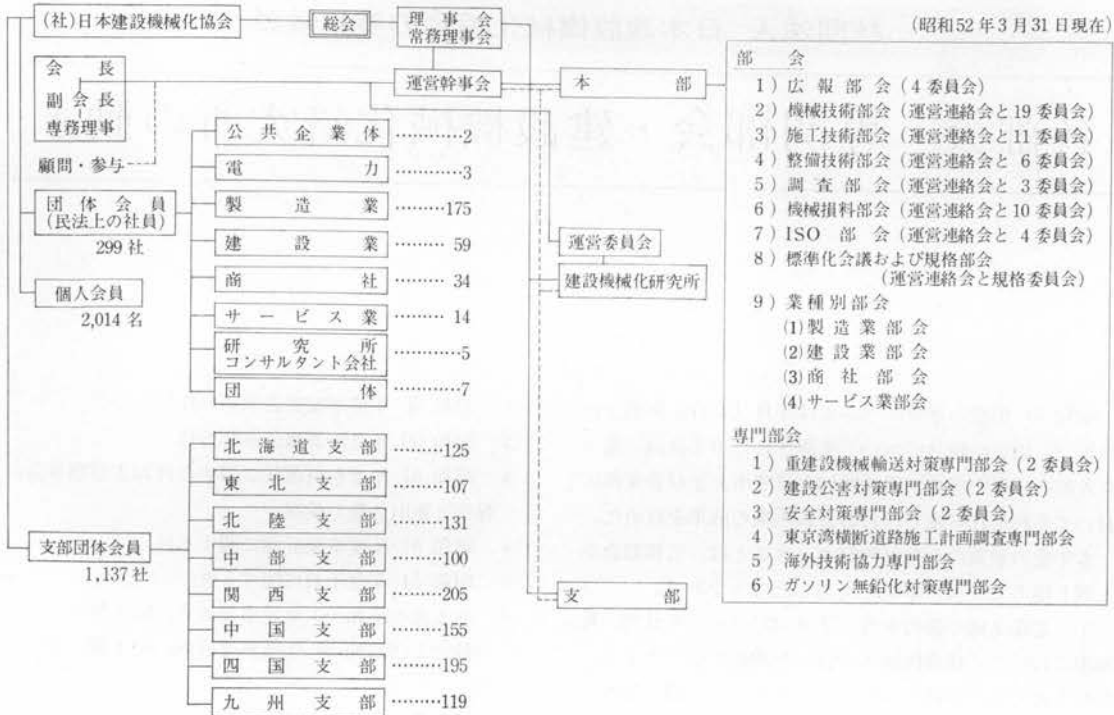 (社)日本建設機械化協会
総会
理事会
常務理事会
(昭和52年3月31日現在)
会長
副会長
専務理事
顧問・参与
運営幹事会
本部
団体会員
(民法上の社員)
299社
個人会員
2,014名
公共企業体………2
電力………3
製造業………175
建設業………59
商社………34
サービス業………14
研究所
コンサルタント会社………5
団体………7
運営委員会
建設機械化研究所
支部団体会員
1,137社
北海道支部………125
東北支部………107
北陸支部………131
中部支部………100
関西支部………205
中国支部………155
四国支部………195
九州支部………119
支部
部会
1)広報部会(4委員会)
2)機械技術部会(運営連絡会と19委員会)
3)施工技術部会(運営連絡会と11委員会)
4)整備技術部会(運営連絡会と6委員会)
5)調査部会(運営連絡会と3委員会)
6)機械損料部会(運営連絡会と10委員会)
7)ISO部会(運営連絡会と4委員会)
8)標準化会議および規格部会
(運営連絡会と規格委員会)
9)業種別部会
(1)製造業部会
(2)建設業部会
(3)商社部会
(4)サービス業部会
専門部会
1)重建設機械輸送対策専門部会(2委員会)
2)建設公害対策専門部会(2委員会)
3)安全対策専門部会(2委員会)
4)東京湾横断道路施工計画調査専門部会
5)海外技術協力専門部会
6)ガソリン無鉛化対策専門部会